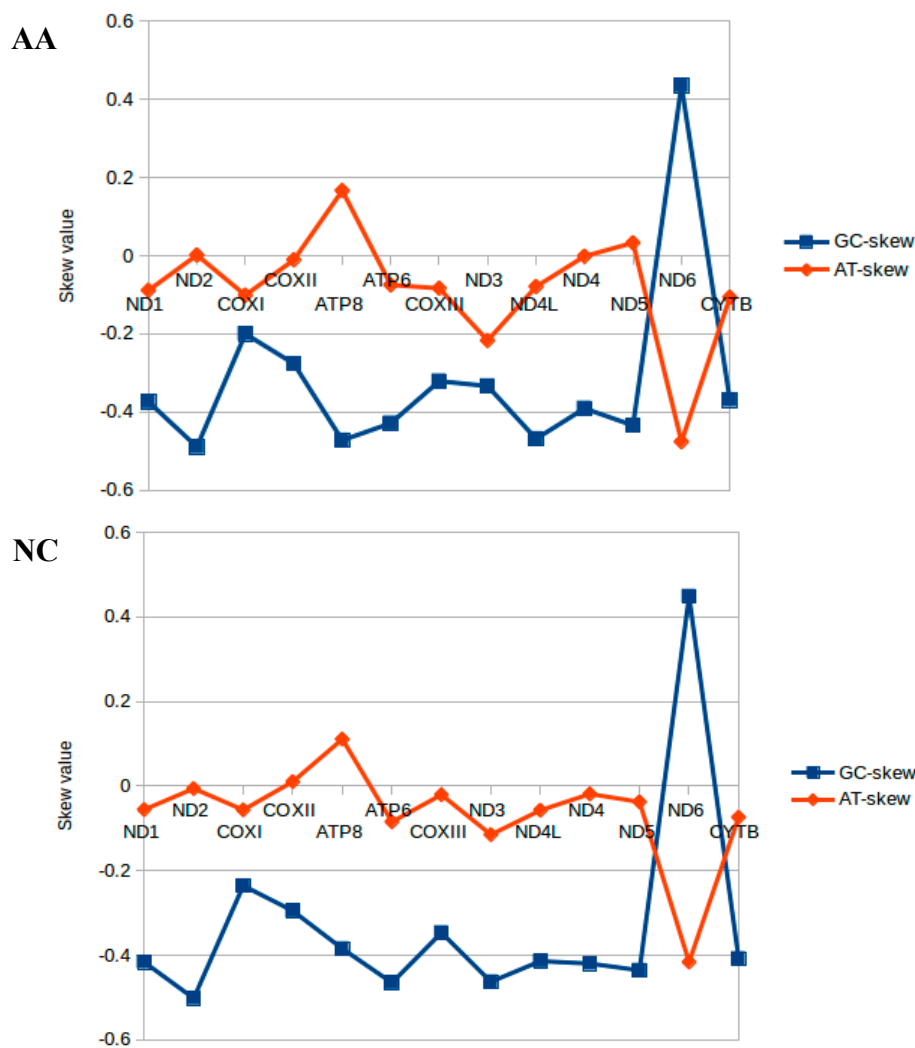 AA
0.6
0.4
0.2
0
-0.2
-0.4
-0.6
Skew value
ND1
ND2
COXI
COXII
ATP8
ATP6
COXIII
ND3
ND4L
ND4
ND5
ND6
CYTB
GC-skew
AT-skew
NC
0.6
0.4
0.2
0
-0.2
-0.4
-0.6
Skew value
ND1
ND2
COXI
COXII
ATP8
ATP6
COXIII
ND3
ND4L
ND4
ND5
ND6
CYTB
GC-skew
AT-skew